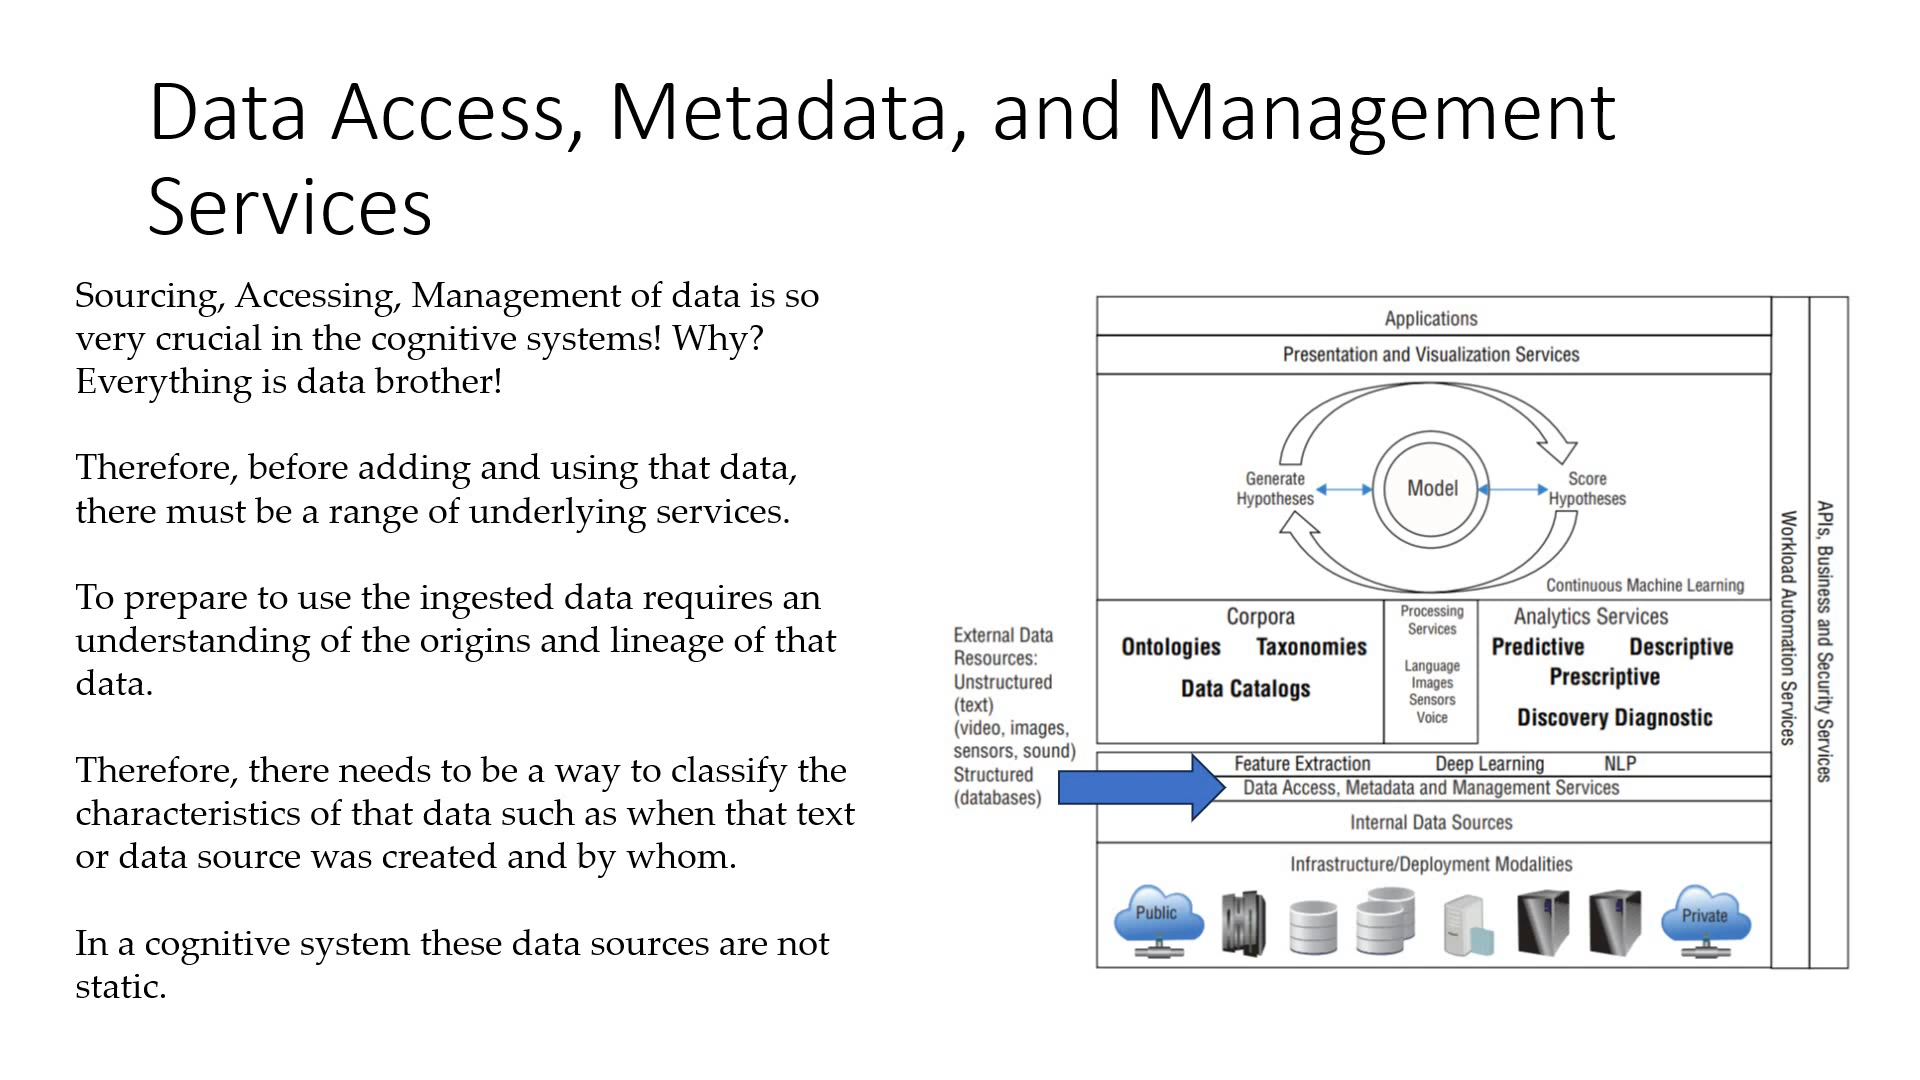 Data Access, Metadata, and Management
Services
Sourcing, Accessing, Management of data is so
very crucial in the cognitive systems! Why?
Everything is data brother!
Therefore, before adding and using that data,
there must be a range of underlying services.
To prepare to use the ingested data requires an
understanding of the origins and lineage of that
data.
Therefore, there needs to be a way to classify the
characteristics of that data such as when that text
or data source was created and by whom.
In a cognitive system these data sources are not
static.
External Data
Resources:
Unstructured
(text)
(video, images,
sensors, sound)
Structured
(databases)
Applications
Presentation and Visualization Services
Generate
Hypotheses
Model
Score
Hypotheses
Continuous Machine Learning
Corpora
Ontologies Taxonomies
Data Catalogs
Processing
Services
Language
Images
Sensors
Voice
Analytics Services
Predictive Descriptive
Prescriptive
Discovery Diagnostic
Feature Extraction Deep Learning NLP
Data Access, Metadata and Management Services
Internal Data Sources
Infrastructure/Deployment Modalities
Public
Private
Workload Automation Services
APIs, Business and Security Services